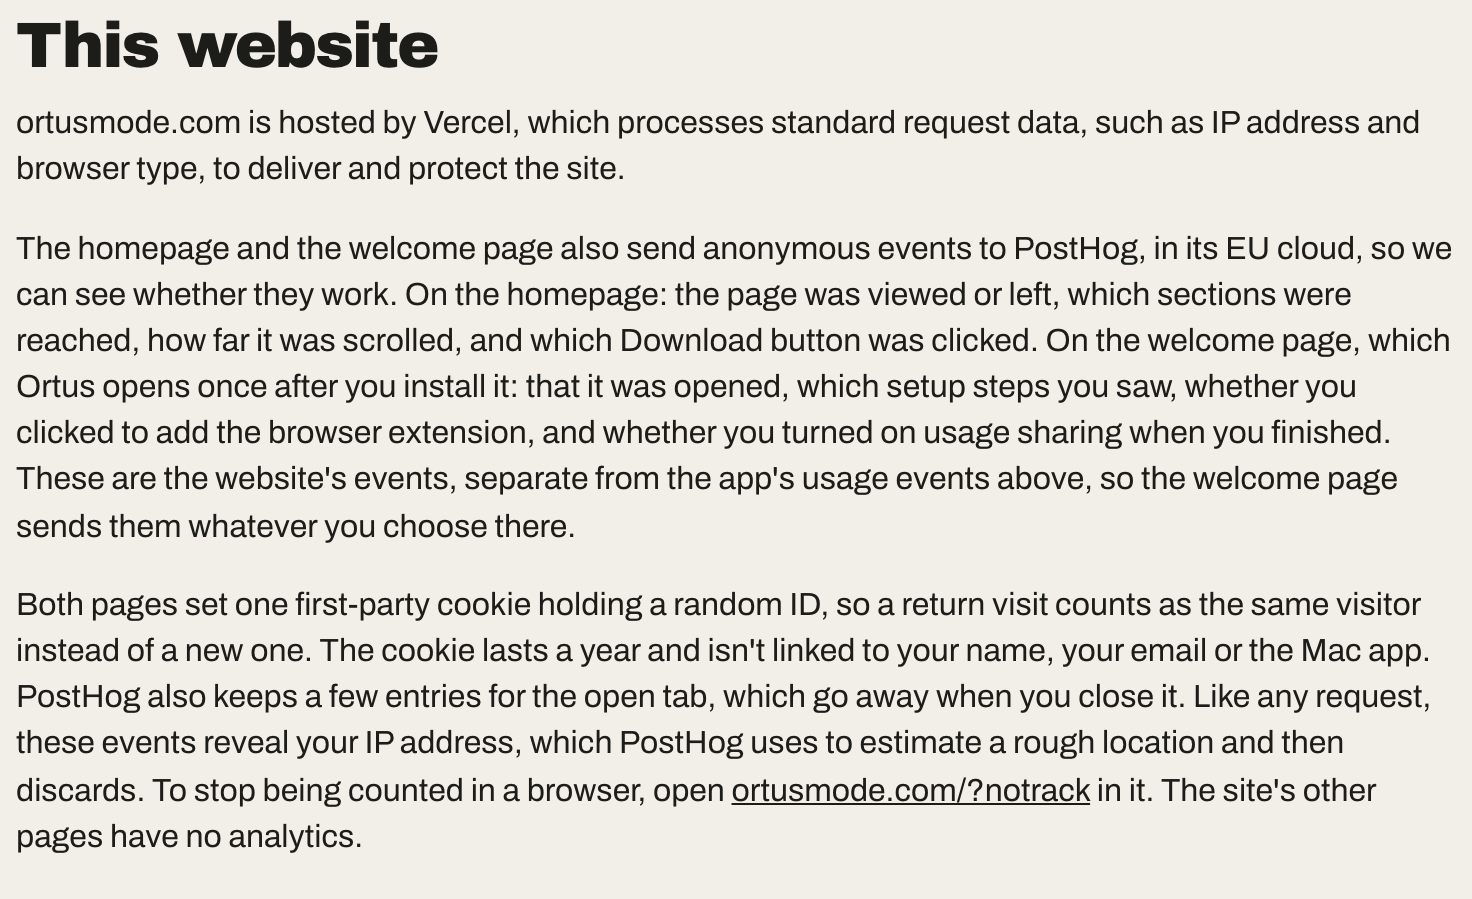 This website
ortusmode.com is hosted by Vercel, which processes standard request data, such as IP address and
browser type, to deliver and protect the site.
The homepage and the welcome page also send anonymous events to PostHog, in its EU cloud, so we
can see whether they work. On the homepage: the page was viewed or left, which sections were
reached, how far it was scrolled, and which Download button was clicked. On the welcome page, which
Ortus opens once after you install it: that it was opened, which setup steps you saw, whether you
clicked to add the browser extension, and whether you turned on usage sharing when you finished.
These are the website's events, separate from the app's usage events above, so the welcome page
sends them whatever you choose there.
Both pages set one first-party cookie holding a random ID, so a return visit counts as the same visitor
instead of a new one. The cookie lasts a year and isn't linked to your name, your email or the Mac app.
PostHog also keeps a few entries for the open tab, which go away when you close it. Like any request,
these events reveal your IP address, which PostHog uses to estimate a rough location and then
discards. To stop being counted in a browser, open ortusmode.com/?notrack in it. The site's other
pages have no analytics.